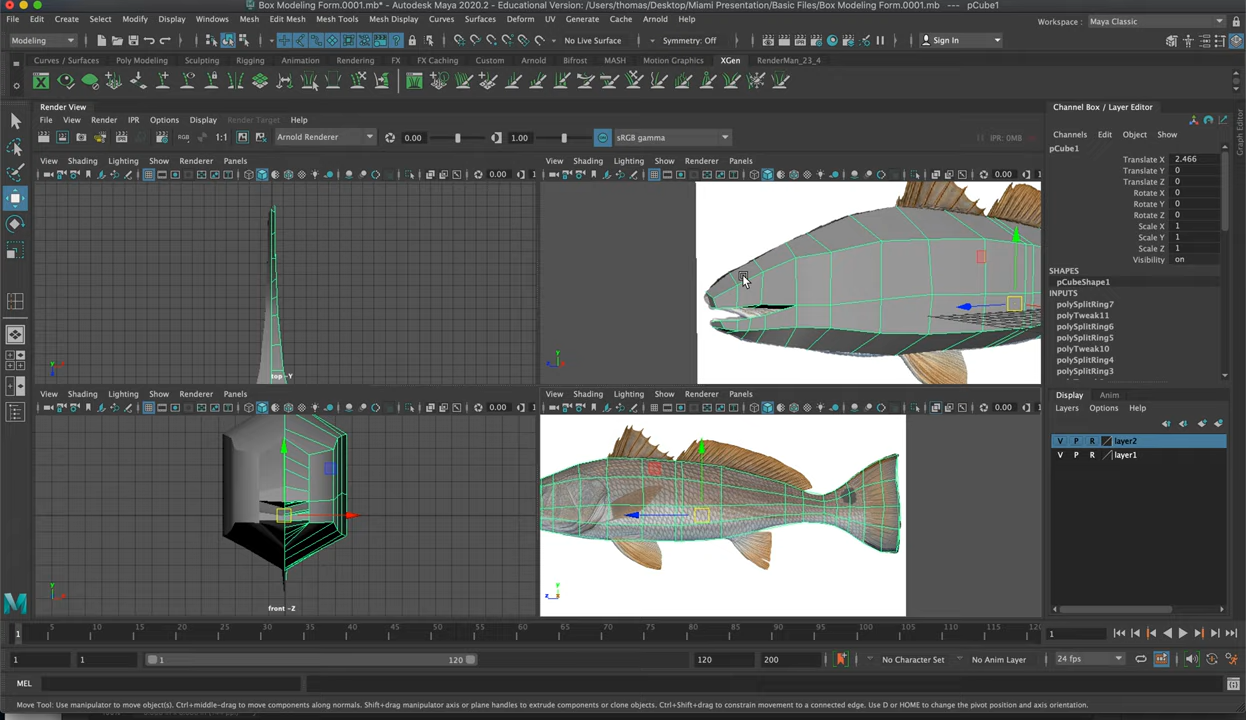 Box Modeling Form.0001.mb* - Autodesk Maya 2020.2 - Educational Version: /Users/thomas/Desktop/Miami Presentation/Basic Files/Box Modeling Form.0001.mb --- pCube1
File Edit Create Select Modify Display Windows Mesh Edit Mesh Mesh Tools Mesh Display Curves Surfaces Deform UV Generate Cache Arnold Help Workspace : Maya Classic
Modeling No Live Surface Symmetry: Off Sign In
Curves / Surfaces Poly Modeling Sculpting Rigging Animation Rendering FX FX Caching Custom Arnold Bifrost MASH Motion Graphics XGen RenderMan_23_4
Render View
File View Render IPR Options Display Render Target Help
1:1 Arnold Renderer 0.00 1.00 sRGB gamma IPR: 0MB
View Shading Lighting Show Renderer Panels
0.00
top -Y
View Shading Lighting Show Renderer Panels
0.00
View Shading Lighting Show Renderer Panels
0.00
front -Z
View Shading Lighting Show Renderer Panels
0.00
Channel Box / Layer Editor
Channels Edit Object Show
pCube1
Translate X 2.466
Translate Y 0
Translate Z 0
Rotate X 0
Rotate Y 0
Rotate Z 0
Scale X 1
Scale Y 1
Scale Z 1
Visibility on
SHAPES
pCubeShape1
INPUTS
polySplitRing7
polyTweak11
polySplitRing6
polySplitRing5
polyTweak10
polySplitRing4
polySplitRing3
Display Anim
Layers Options Help
V P R layer2
V P R layer1
Graph Editor
1 5 10 15 20 25 30 35 40 45 50 55 60 65 70 75 80 85 90 95 100 105 110 115 120 1
1 1 1 120 120 200 No Character Set No Anim Layer 24 fps
MEL
Move Tool: Use manipulator to move object(s). Ctrl+middle-drag to move components along normals. Shift+drag manipulator axis or plane handles to extrude components or clone objects. Ctrl+Shift+drag to constrain movement to a connected edge. Use D or HOME to change the pivot position and axis orientation.